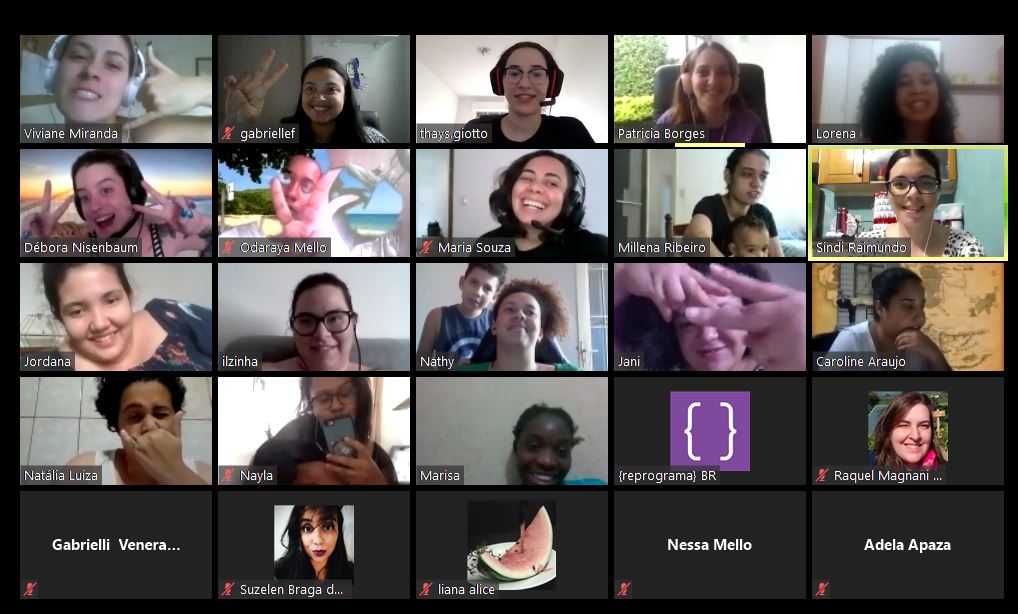 Viviane Miranda
gabriellef
thays.giotto
Patricia Borges
Lorena
Débora Nisenbaum
Odaraya Mello
Maria Souza
Millena Ribeiro
Sindi Raimundo
Jordana
ilzinha
Nathy
Jani
Caroline Araujo
Natália Luiza
Nayla
Marisa
{ }
{reprograma} BR
Raquel Magnani ...
Gabrielli Venera...
Suzelen Braga d...
liana alice
Nessa Mello
Adela Apaza